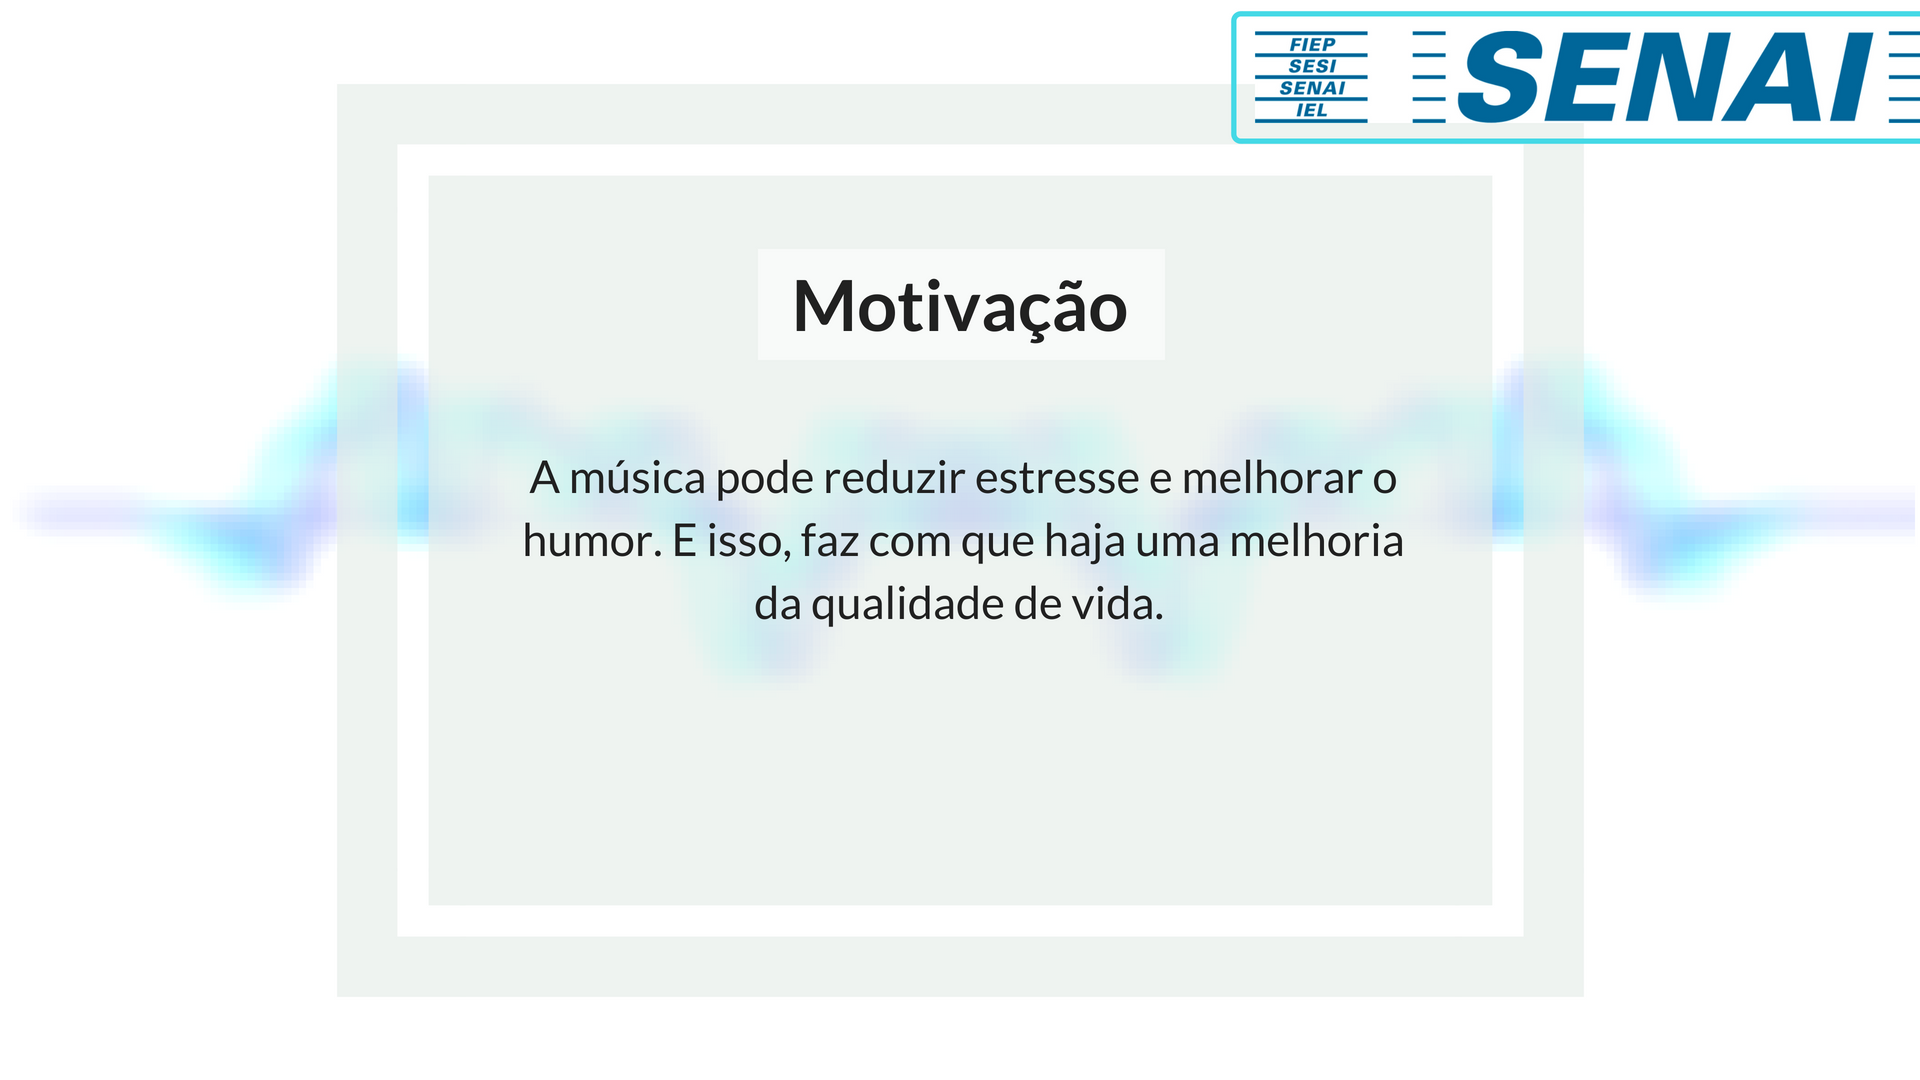 FIEP
SESI
SENAI
IEL
SENAI
Motivação
A música pode reduzir estresse e melhorar o
humor. E isso, faz com que haja uma melhoria
da qualidade de vida.